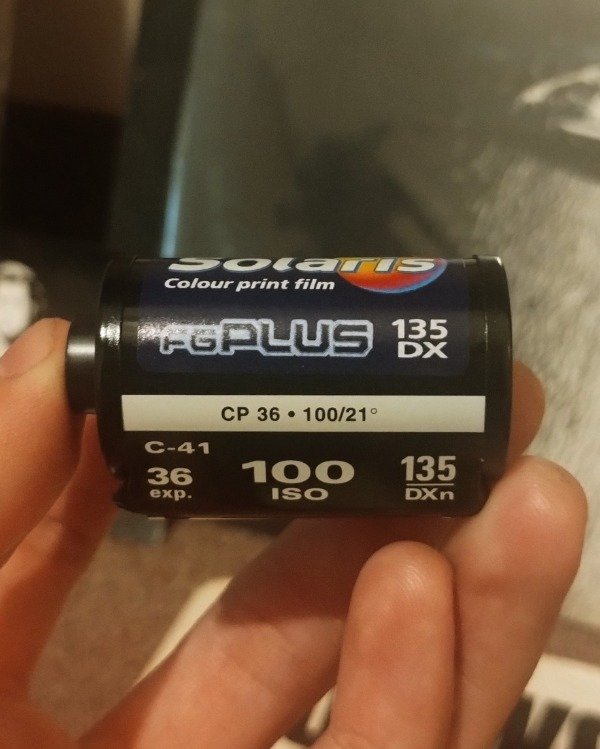 Solaris
Colour print film
FGPLUS 135
DX
CP 36 • 100/21°
C-41
36 100 135
exp. ISO DXn